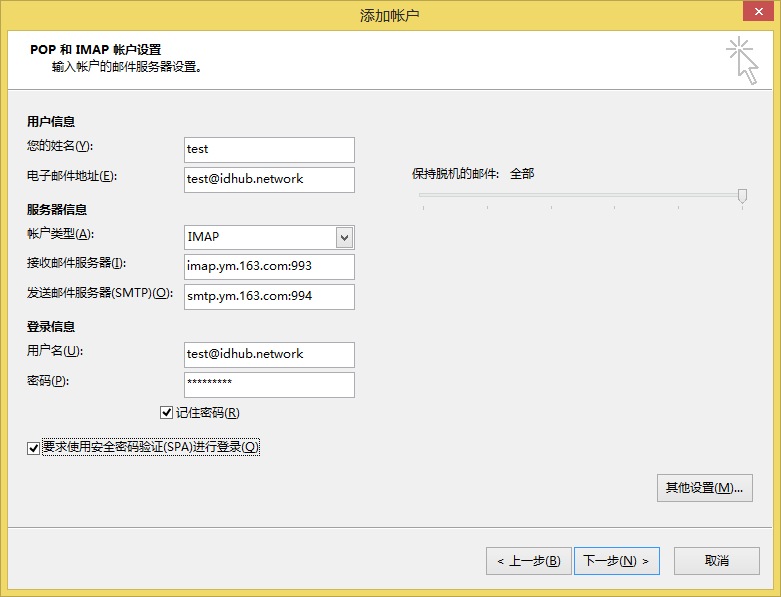 添加帐户
POP 和 IMAP 帐户设置
输入帐户的邮件服务器设置。
用户信息
您的姓名(Y): test
电子邮件地址(E): test@idhub.network
保持脱机的邮件: 全部
服务器信息
帐户类型(A): IMAP
接收邮件服务器(I): imap.ym.163.com:993
发送邮件服务器(SMTP)(O): smtp.ym.163.com:994
登录信息
用户名(U): test@idhub.network
密码(P): *********
记住密码(R)
要求使用安全密码验证(SPA)进行登录(Q)
其他设置(M)...
< 上一步(B) 下一步(N) > 取消